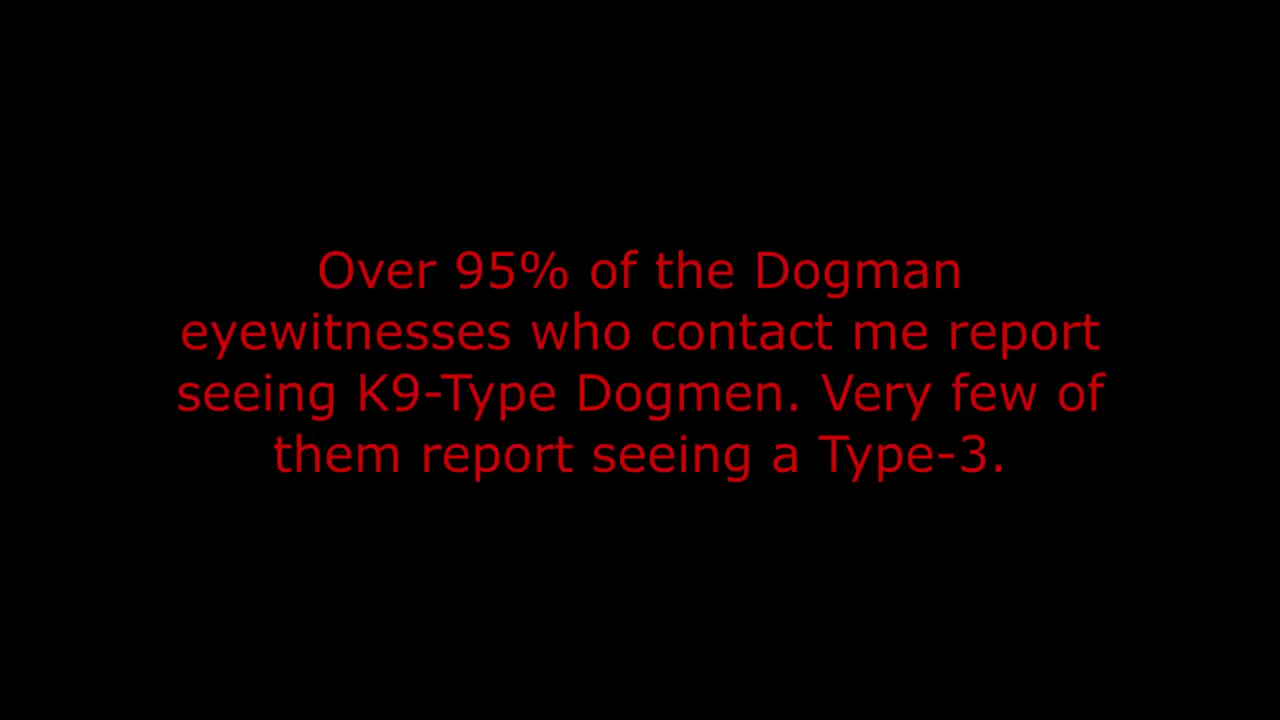 Over 95% of the Dogman
eyewitnesses who contact me report
seeing K9-Type Dogmen. Very few of
them report seeing a Type-3.